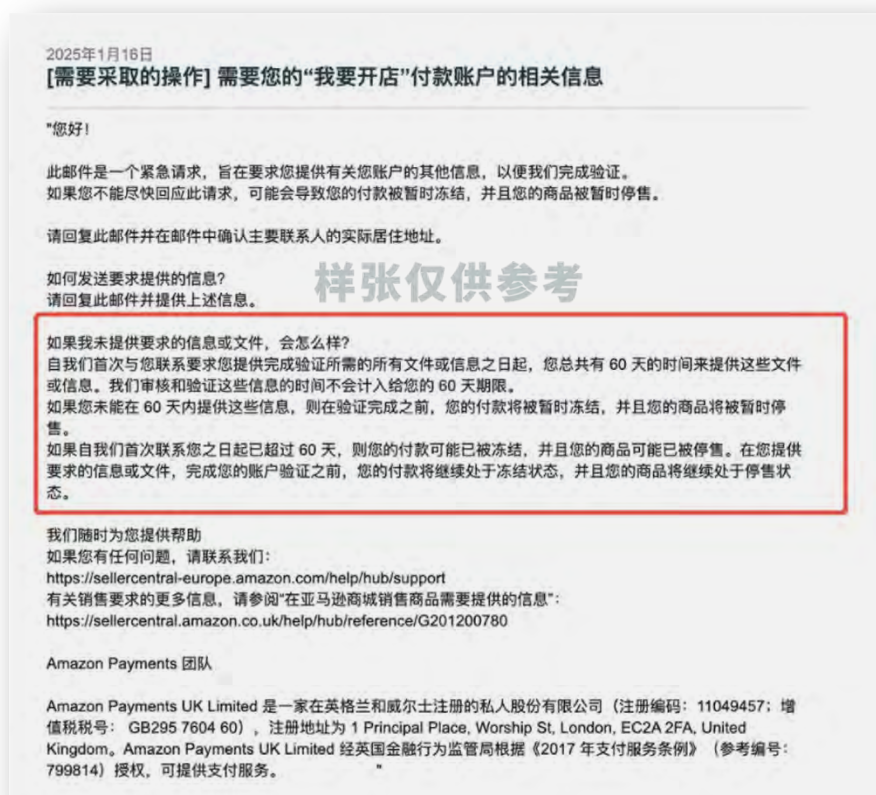 2025年1月16日
[需要采取的操作] 需要您的“我要开店”付款账户的相关信息
"您好！
此邮件是一个紧急请求，旨在要求您提供有关您账户的其他信息，以便我们完成验证。
如果您不能尽快回应此请求，可能会导致您的付款被暂时冻结，并且您的商品被暂时停售。
请回复此邮件并在邮件中确认主要联系人的实际居住地址。
如何发送要求提供的信息?
样张仅供参考
请回复此邮件并提供上述信息。
如果我未提供要求的信息或文件，会怎么样?
自我们首次与您联系要求您提供完成验证所需的所有文件或信息之日起，您总共有 60 天的时间来提供这些文件
或信息。我们审核和验证这些信息的时间不会计入给您的 60 天期限。
如果您未能在 60 天内提供这些信息，则在验证完成之前，您的付款将被暂时冻结，并且您的商品将被暂时停
售。
如果自我们首次联系您之日起已超过 60 天，则您的付款可能已被冻结，并且您的商品可能已被停售。在您提供
要求的信息或文件，完成您的账户验证之前，您的付款将继续处于冻结状态，并且您的商品将继续处于停售状
态。
我们随时为您提供帮助
如果您有任何问题，请联系我们：
https://sellercentral-europe.amazon.com/help/hub/support
有关销售要求的更多信息，请参阅“在亚马逊商城销售商品需要提供的信息”：
https://sellercentral.amazon.co.uk/help/hub/reference/G201200780
Amazon Payments 团队
Amazon Payments UK Limited 是一家在英格兰和威尔士注册的私人股份有限公司（注册编码：11049457；增
值税税号： GB295 7604 60），注册地址为 1 Principal Place, Worship St, London, EC2A 2FA, United
Kingdom。Amazon Payments UK Limited 经英国金融行为监管局根据《2017 年支付服务条例》（参考编号：
799814）授权，可提供支付服务。 "